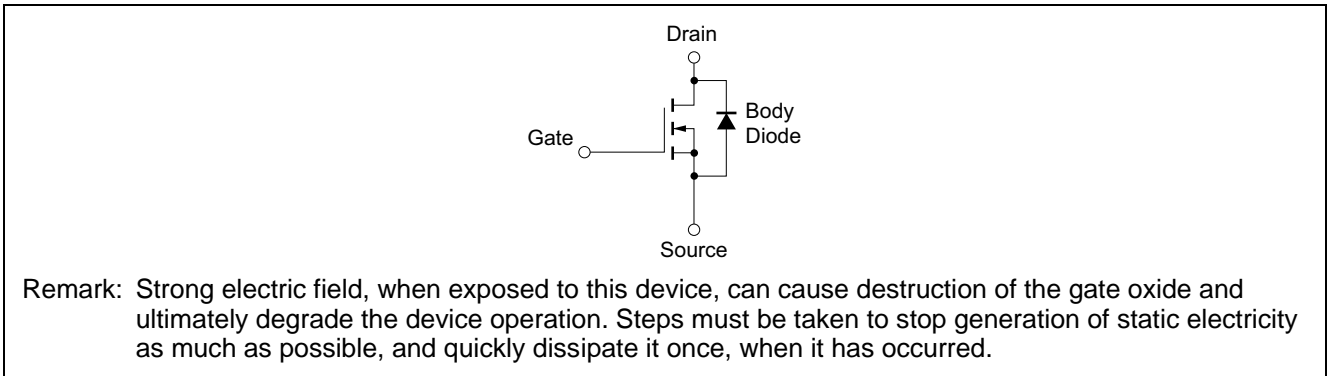 Drain
Body
Diode
Gate
Source
Remark: Strong electric field, when exposed to this device, can cause destruction of the gate oxide and
ultimately degrade the device operation. Steps must be taken to stop generation of static electricity
as much as possible, and quickly dissipate it once, when it has occurred.